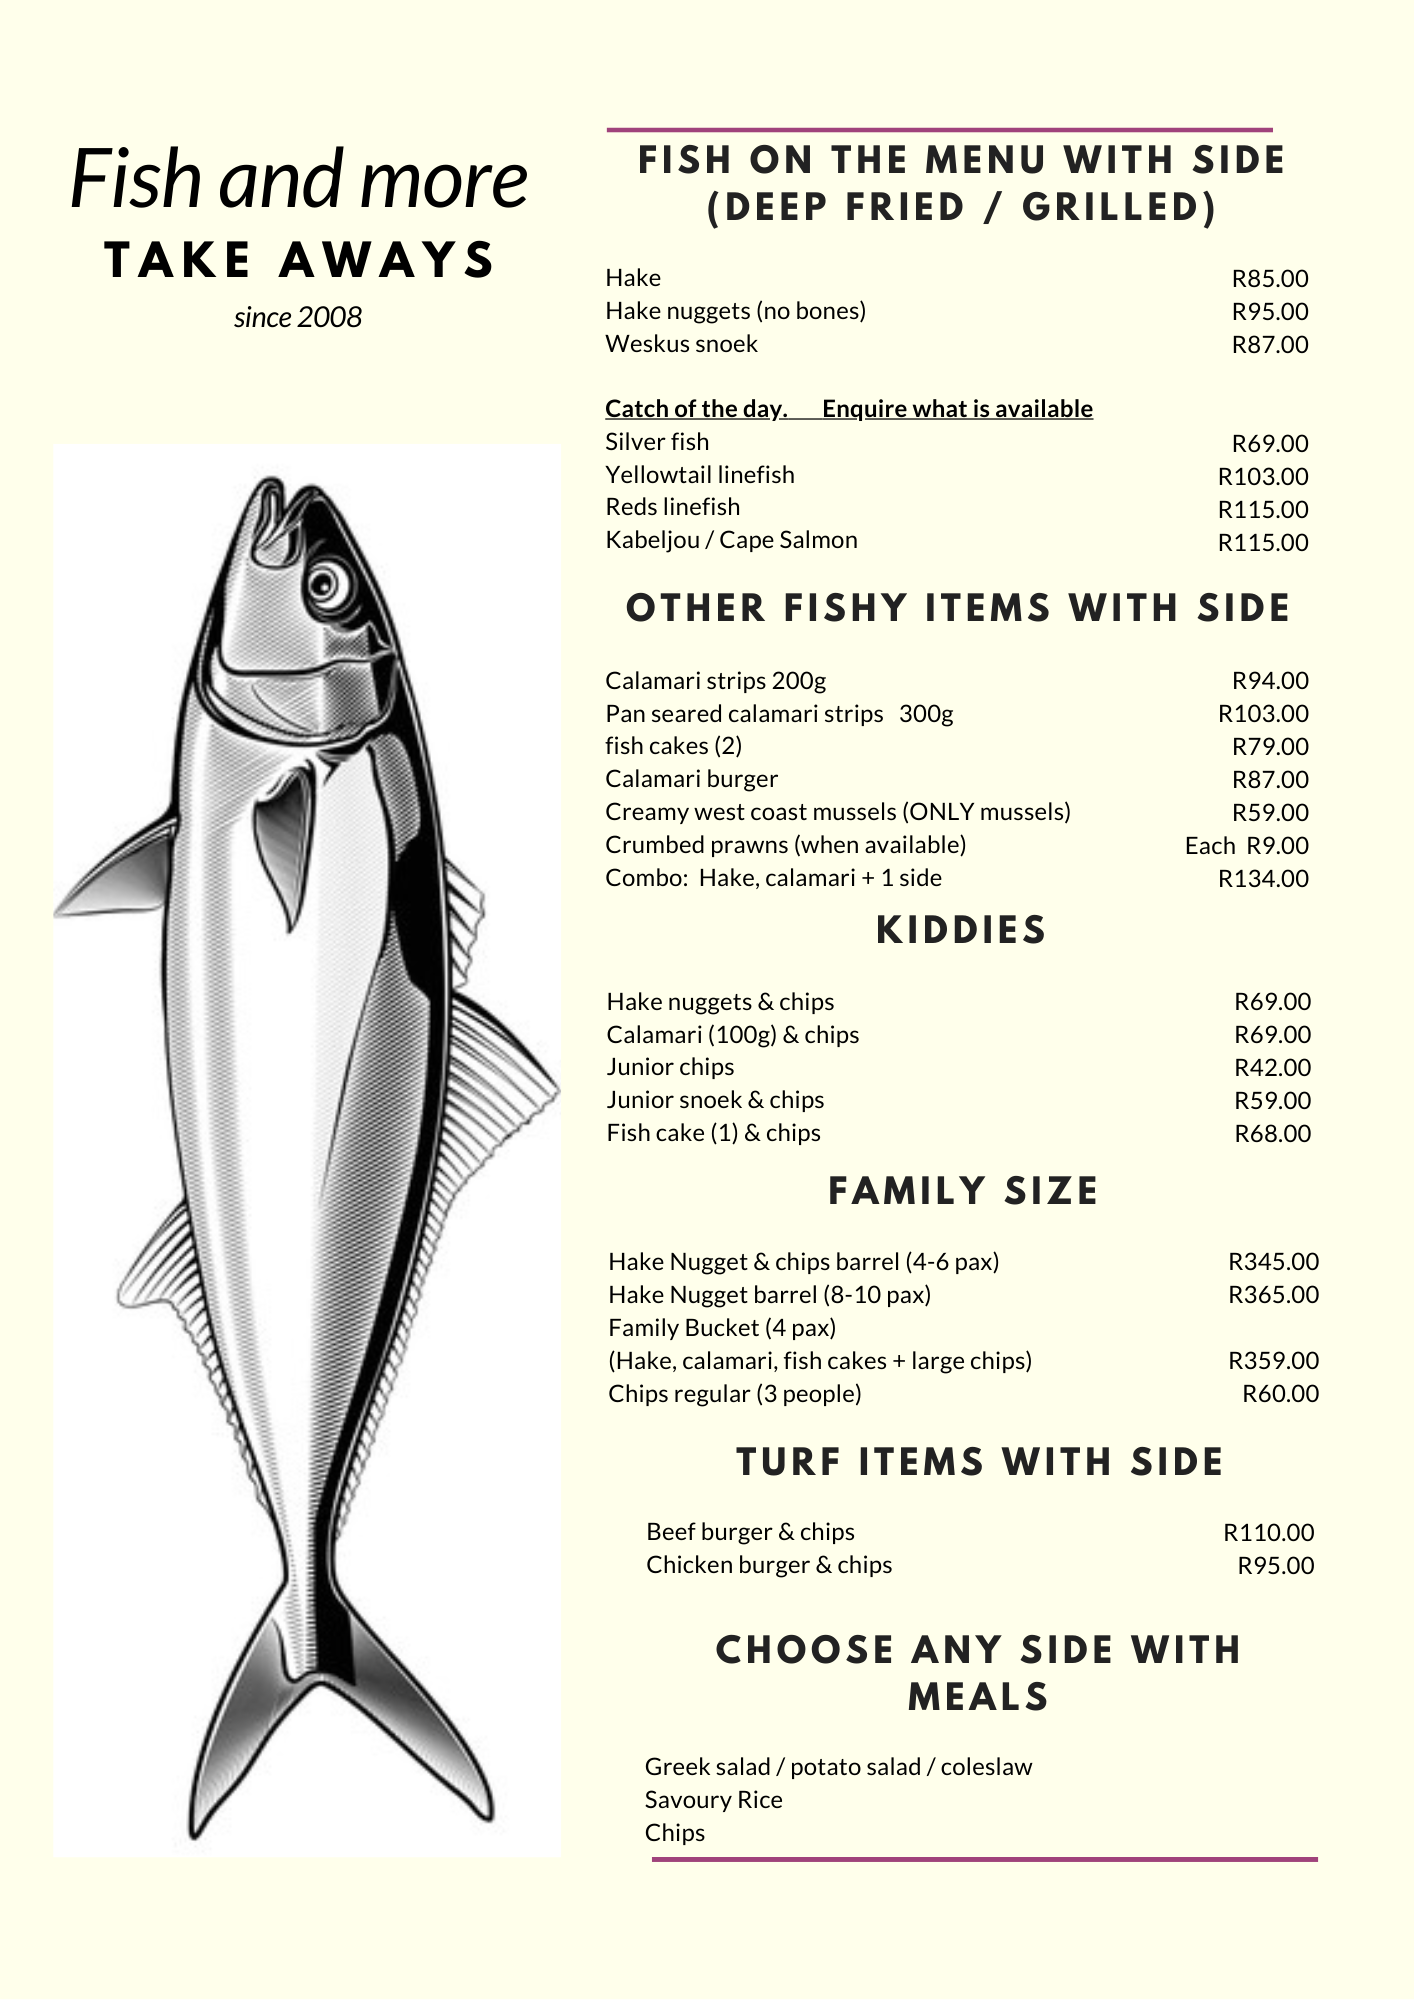 Fish and more
TAKE AWAYS
since 2008
FISH ON THE MENU WITH SIDE
(DEEP FRIED / GRILLED)
Hake R85.00
Hake nuggets (no bones) R95.00
Weskus snoek R87.00
Catch of the day. Enquire what is available
Silver fish R69.00
Yellowtail linefish R103.00
Reds linefish R115.00
Kabeljou / Cape Salmon R115.00
OTHER FISHY ITEMS WITH SIDE
Calamari strips 200g R94.00
Pan seared calamari strips 300g R103.00
fish cakes (2) R79.00
Calamari burger R87.00
Creamy west coast mussels (ONLY mussels) R59.00
Crumbed prawns (when available) Each R9.00
Combo: Hake, calamari + 1 side R134.00
KIDDIES
Hake nuggets & chips R69.00
Calamari (100g) & chips R69.00
Junior chips R42.00
Junior snoek & chips R59.00
Fish cake (1) & chips R68.00
FAMILY SIZE
Hake Nugget & chips barrel (4-6 pax) R345.00
Hake Nugget barrel (8-10 pax) R365.00
Family Bucket (4 pax)
(Hake, calamari, fish cakes + large chips) R359.00
Chips regular (3 people) R60.00
TURF ITEMS WITH SIDE
Beef burger & chips R110.00
Chicken burger & chips R95.00
CHOOSE ANY SIDE WITH
MEALS
Greek salad / potato salad / coleslaw
Savoury Rice
Chips